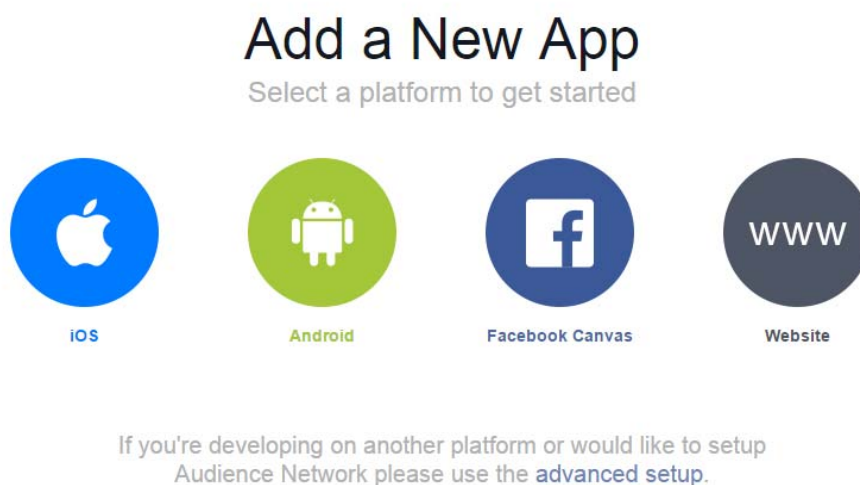 Add a New App
Select a platform to get started
www
iOS
Android
Facebook Canvas
Website
If you're developing on another platform or would like to setup
Audience Network please use the advanced setup.